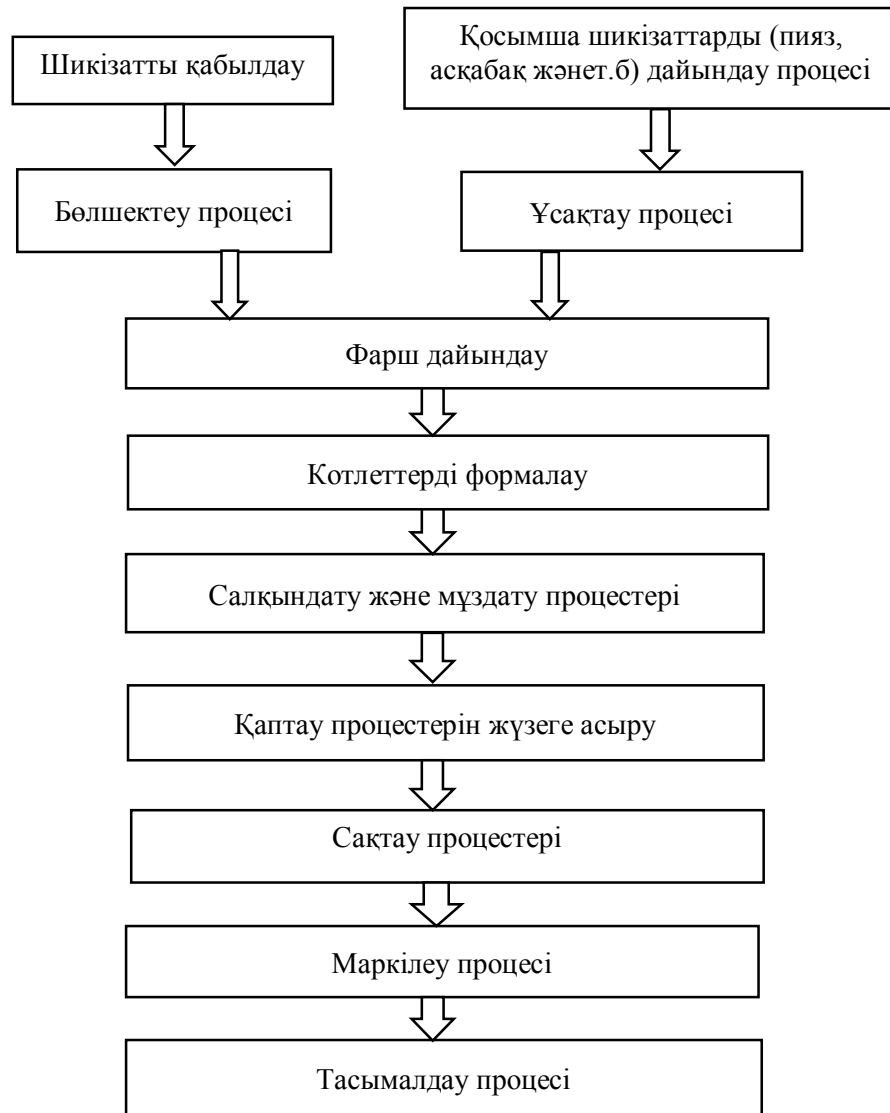 Шикізатты қабылдау
Қосымша шикізаттарды (пияз,
асқабақ жәнет.б) дайындау процесі
Бөлшектеу процесі
Ұсақтау процесі
Фарш дайындау
Котлеттерді формалау
Салқындату және мұздату процестері
Қаптау процестерін жүзеге асыру
Сақтау процестері
Маркілеу процесі
Тасымалдау процесі